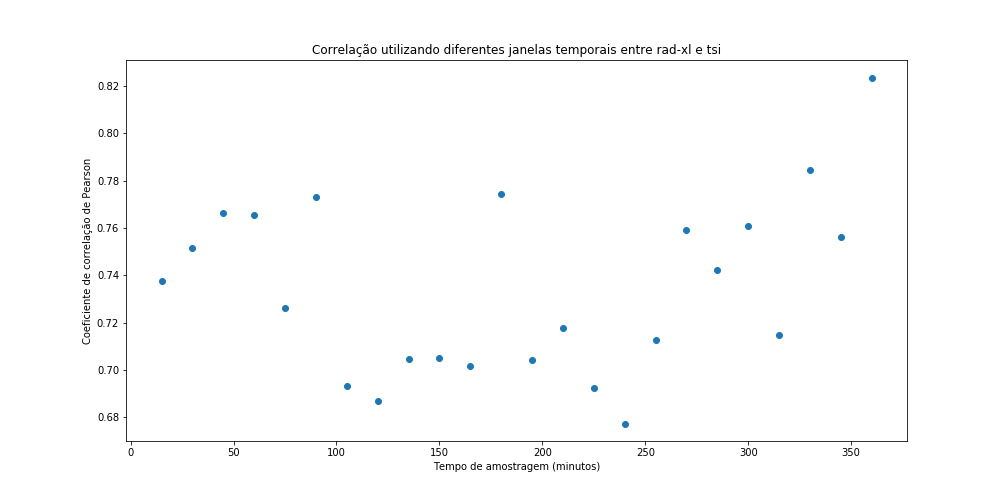 Correlação utilizando diferentes janelas temporais entre rad-xl e tsi
0.82
0.80
0.78
0.76
0.74
0.72
0.70
0.68
Coeficiente de correlação de Pearson
0 50 100 150 200 250 300 350
Tempo de amostragem (minutos)